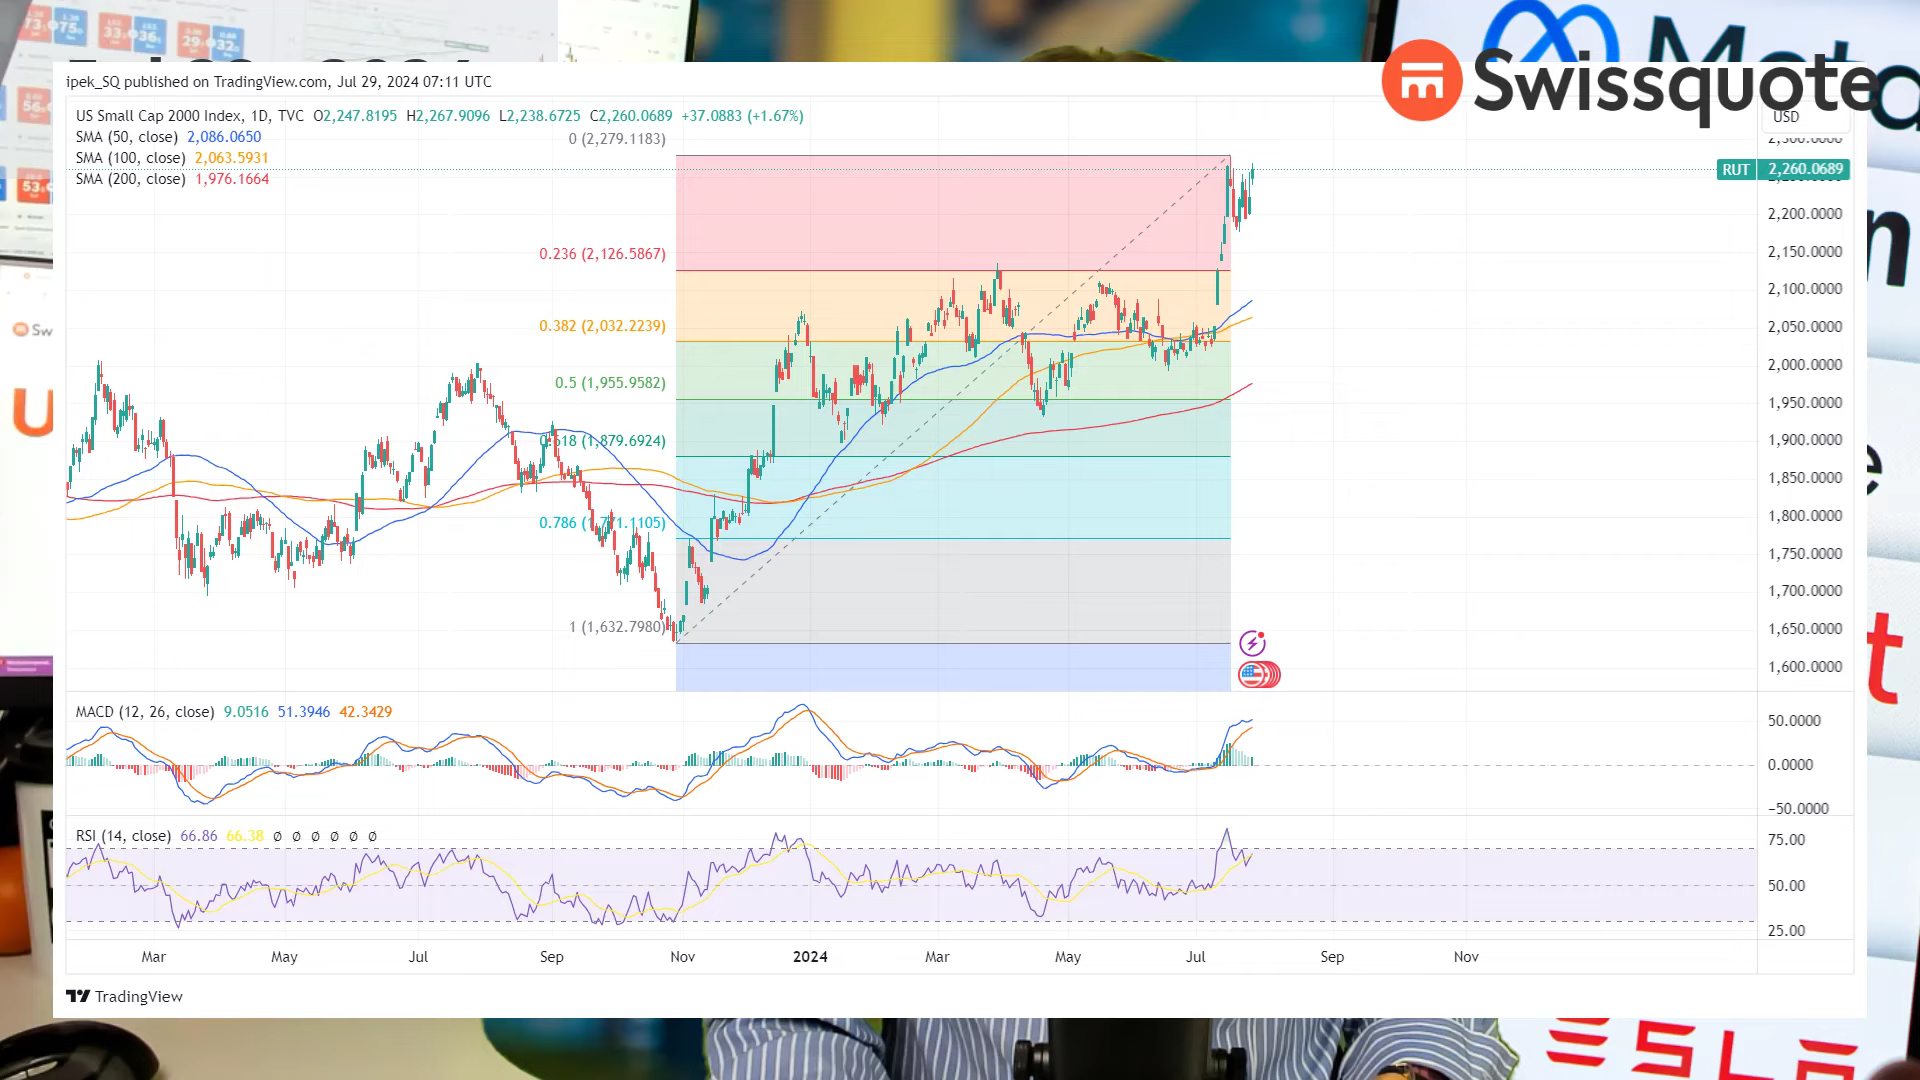 ipek_SQ published on TradingView.com, Jul 29, 2024 07:11 UTC
Swissquote
US Small Cap 2000 Index, 1D, TVC O2,247.8195 H2,267.9096 L2,238.6725 C2,260.0689 +37.0883 (+1.67%)
SMA (50, close) 2,086.0650
SMA (100, close) 2,063.5931
SMA (200, close) 1,976.1664
USD
0 (2,279.1183)
0.236 (2,126.5867)
0.382 (2,032.2239)
0.5 (1,955.9582)
0.618 (1,879.6924)
0.786 (1,771.1105)
1 (1,632.7980)
RUT 2,260.0689
2,200.0000
2,150.0000
2,100.0000
2,050.0000
2,000.0000
1,950.0000
1,900.0000
1,850.0000
1,800.0000
1,750.0000
1,700.0000
1,650.0000
1,600.0000
MACD (12, 26, close) 9.0516 51.3946 42.3429
50.0000
0.0000
−50.0000
RSI (14, close) 66.86 66.38 ∅ ∅ ∅ ∅ ∅ ∅
75.00
50.00
25.00
Mar May Jul Sep Nov 2024 Mar May Jul Sep Nov
TradingView